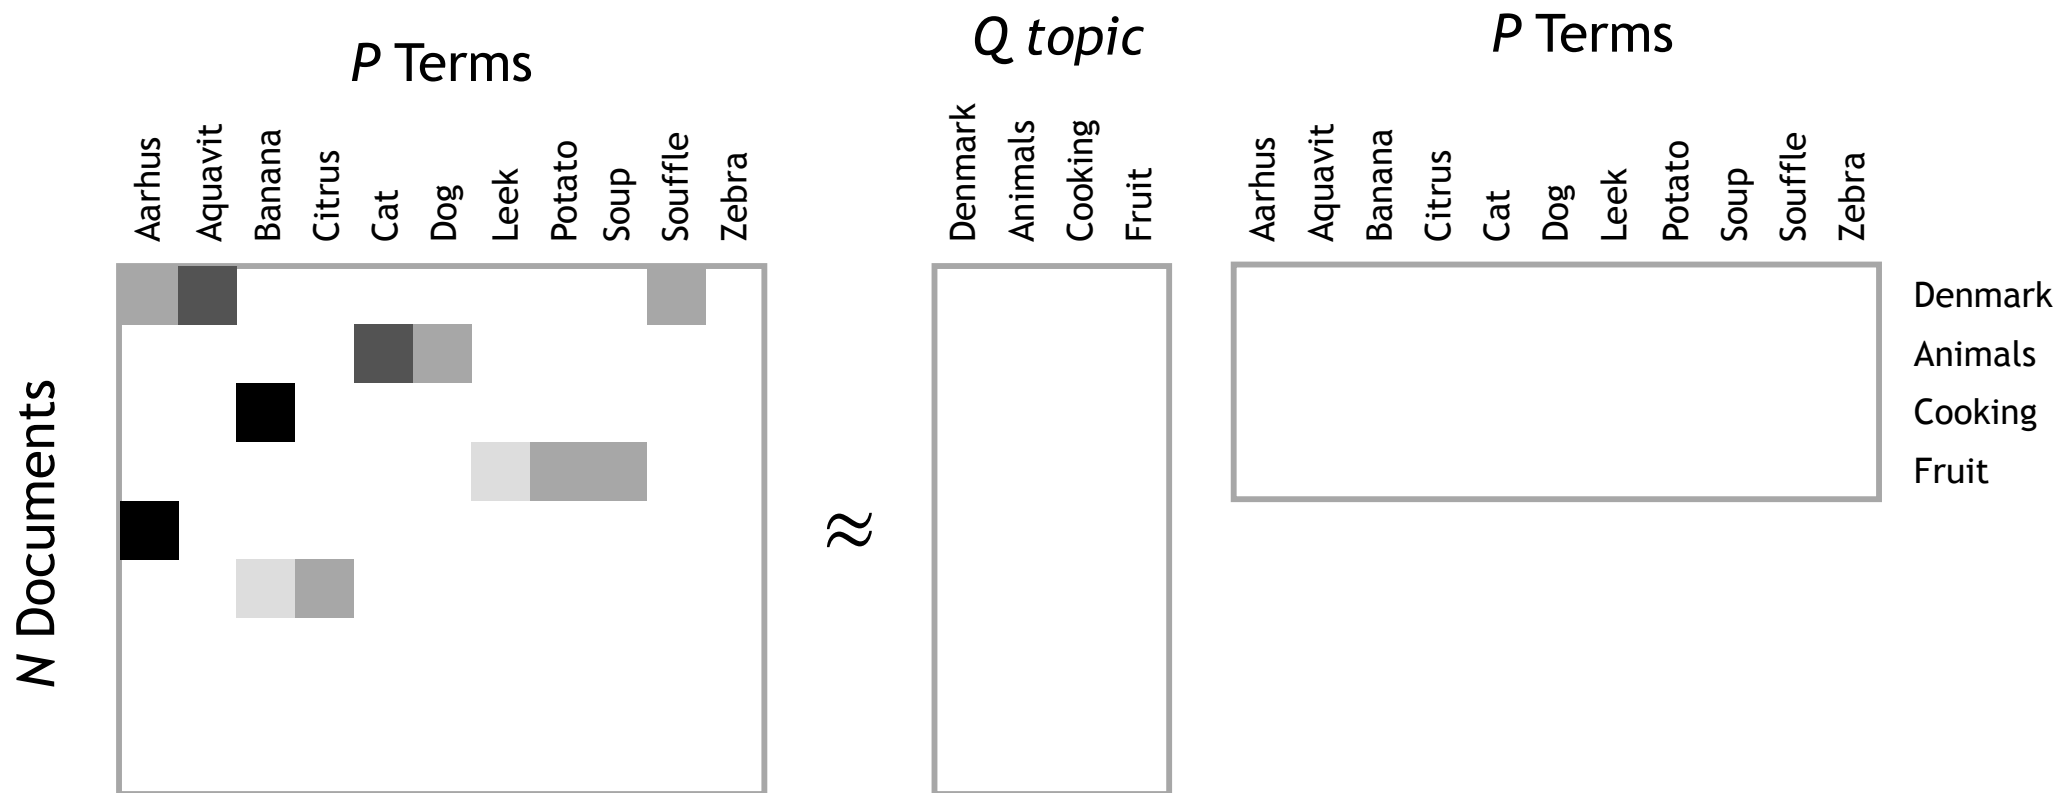 P Terms
Q topic
P Terms
Aarhus
Aquavit
Banana
Citrus
Cat
Dog
Leek
Potato
Soup
Souffle
Zebra
Denmark
Animals
Cooking
Fruit
Aarhus
Aquavit
Banana
Citrus
Cat
Dog
Leek
Potato
Soup
Souffle
Zebra
N Documents
≈
Denmark
Animals
Cooking
Fruit